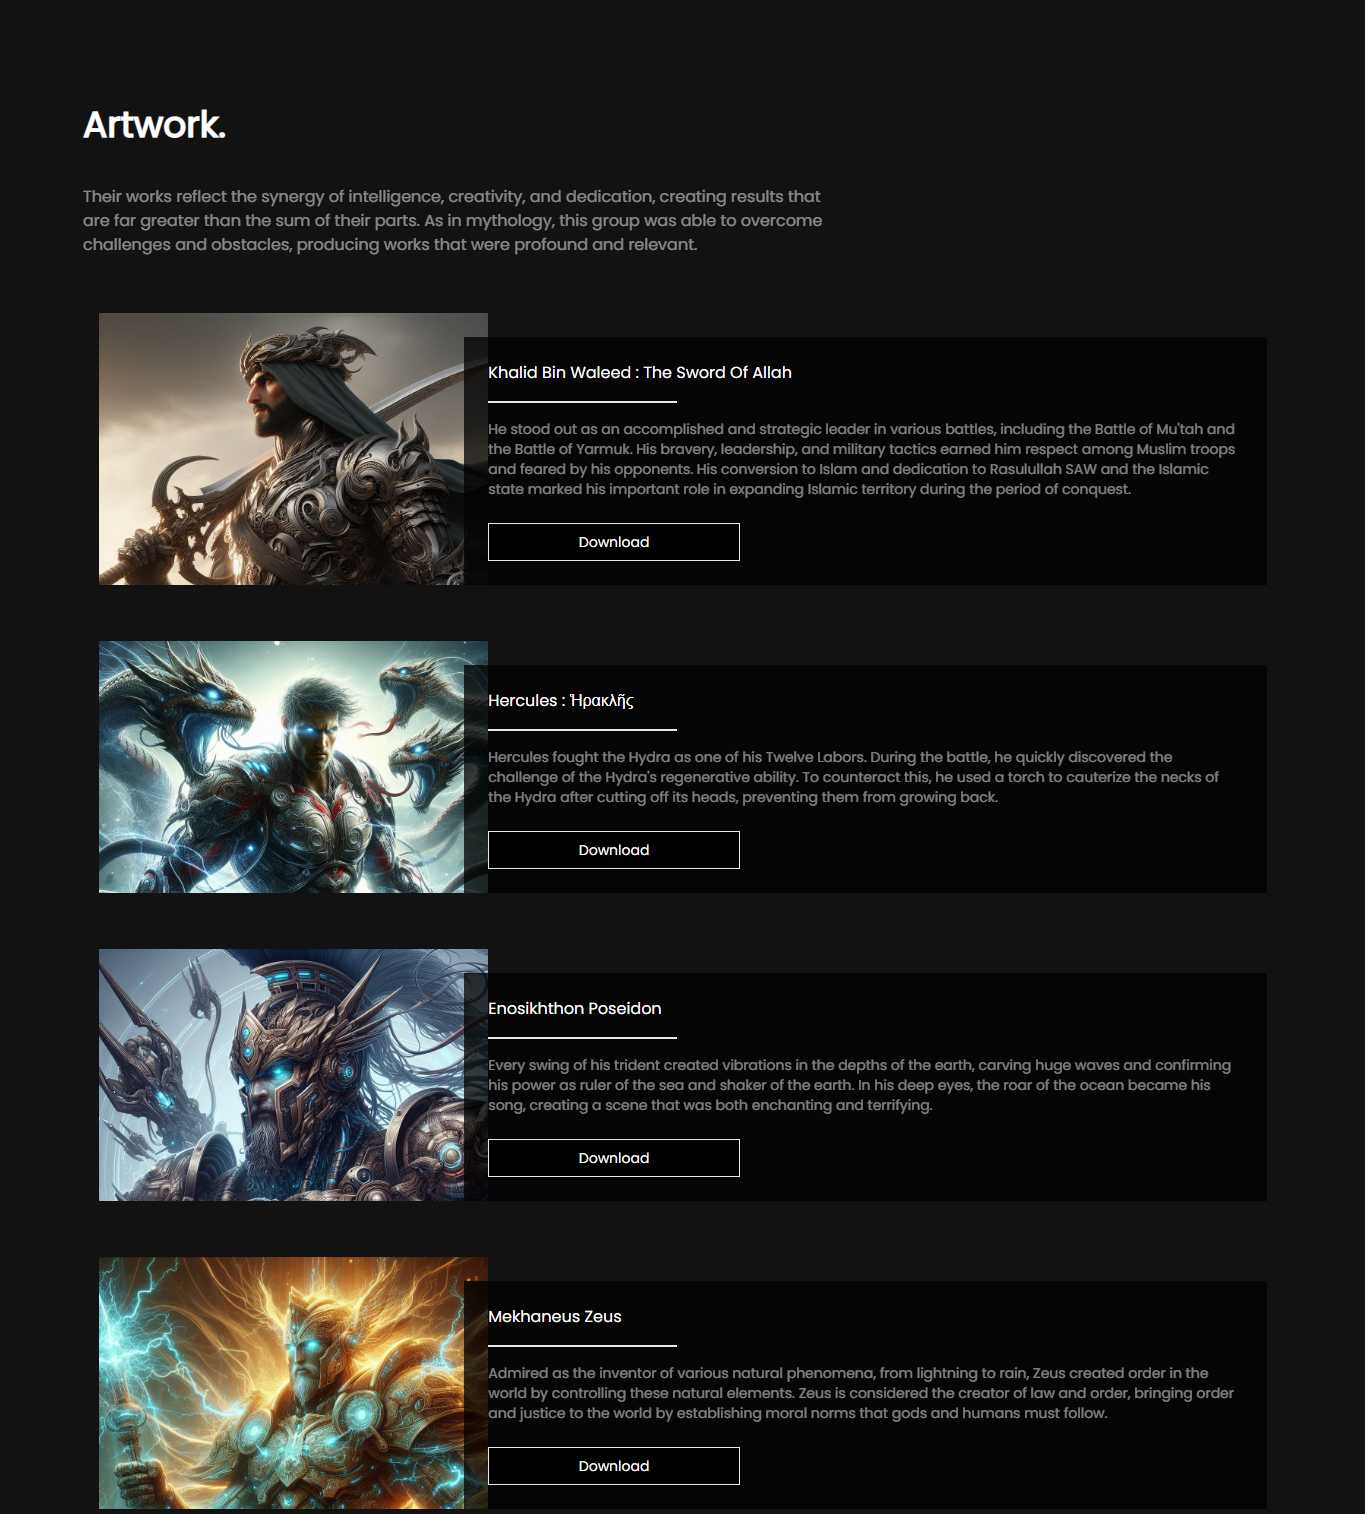 Artwork.
Their works reflect the synergy of intelligence, creativity, and dedication, creating results that
are far greater than the sum of their parts. As in mythology, this group was able to overcome
challenges and obstacles, producing works that were profound and relevant.
Khalid Bin Waleed : The Sword Of Allah
He stood out as an accomplished and strategic leader in various battles, including the Battle of Mu'tah and
the Battle of Yarmuk. His bravery, leadership, and military tactics earned him respect among Muslim troops
and feared by his opponents. His conversion to Islam and dedication to Rasulullah SAW and the Islamic
state marked his important role in expanding Islamic territory during the period of conquest.
Download
Hercules : Ἡρακλῆς
Hercules fought the Hydra as one of his Twelve Labors. During the battle, he quickly discovered the
challenge of the Hydra's regenerative ability. To counteract this, he used a torch to cauterize the necks of
the Hydra after cutting off its heads, preventing them from growing back.
Download
Enosikhthon Poseidon
Every swing of his trident created vibrations in the depths of the earth, carving huge waves and confirming
his power as ruler of the sea and shaker of the earth. In his deep eyes, the roar of the ocean became his
song, creating a scene that was both enchanting and terrifying.
Download
Mekhaneus Zeus
Admired as the inventor of various natural phenomena, from lightning to rain, Zeus created order in the
world by controlling these natural elements. Zeus is considered the creator of law and order, bringing order
and justice to the world by establishing moral norms that gods and humans must follow.
Download